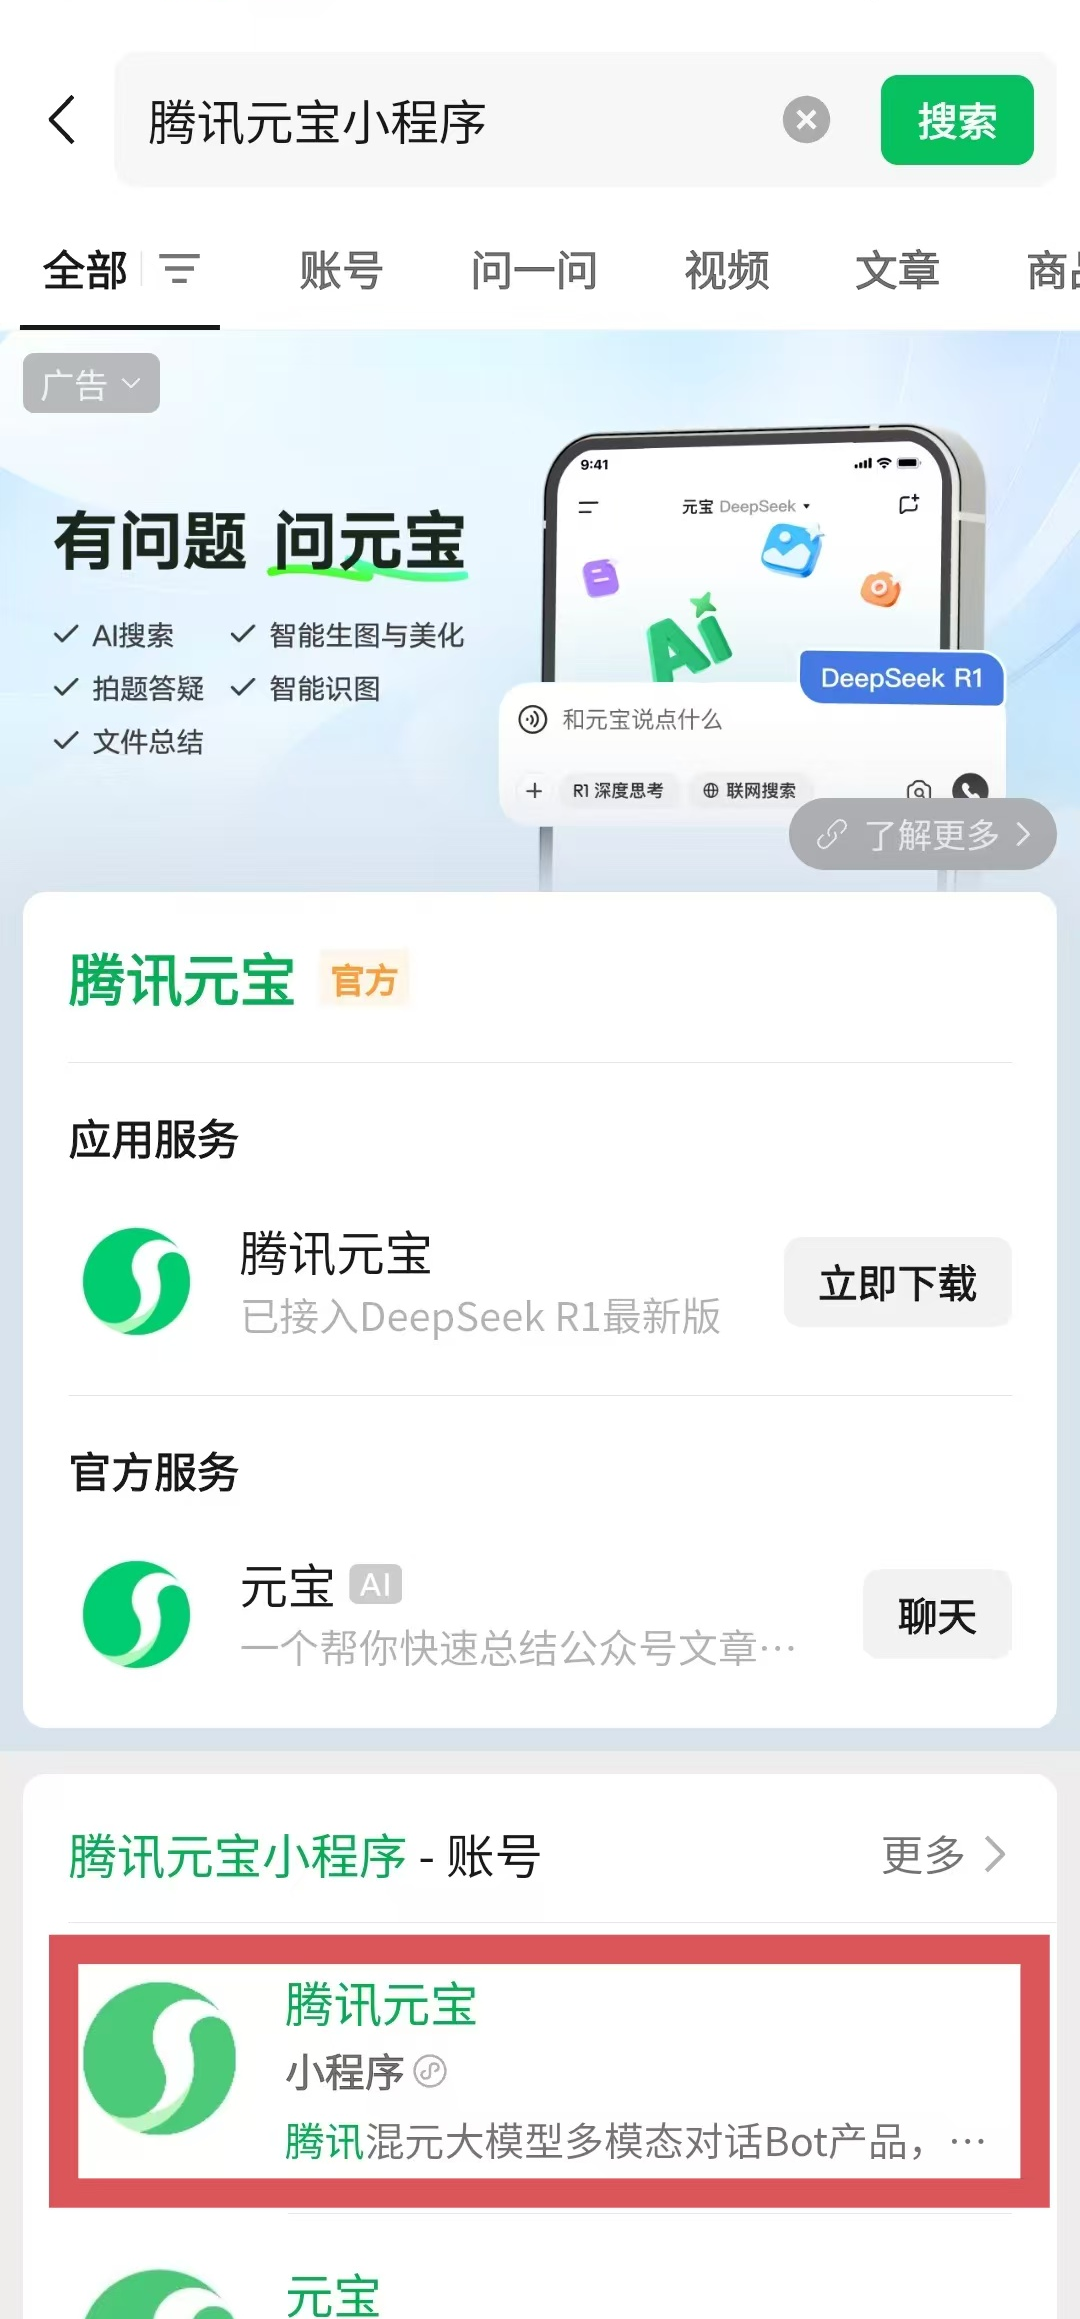 腾讯元宝小程序
搜索
全部 账号 问一问 视频 文章 商品
广告
9:41
元宝 DeepSeek
有问题 问元宝
AI搜索 智能生图与美化
拍题答疑 智能识图
文件总结
Ai
DeepSeek R1
和元宝说点什么
R1 深度思考 联网搜索
了解更多
腾讯元宝 官方
应用服务
腾讯元宝
已接入DeepSeek R1最新版
立即下载
官方服务
元宝 AI
一个帮你快速总结公众号文章…
聊天
腾讯元宝小程序 - 账号 更多
腾讯元宝
小程序
腾讯混元大模型多模态对话Bot产品，…
元宝